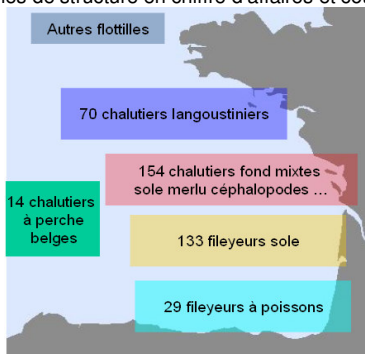 Autres flottilles
70 chalutiers langoustiniers
154 chalutiers fond mixtes
sole merlu céphalopodes ...
14 chalutiers
à perche
belges
133 fileyeurs sole
29 fileyeurs à poissons